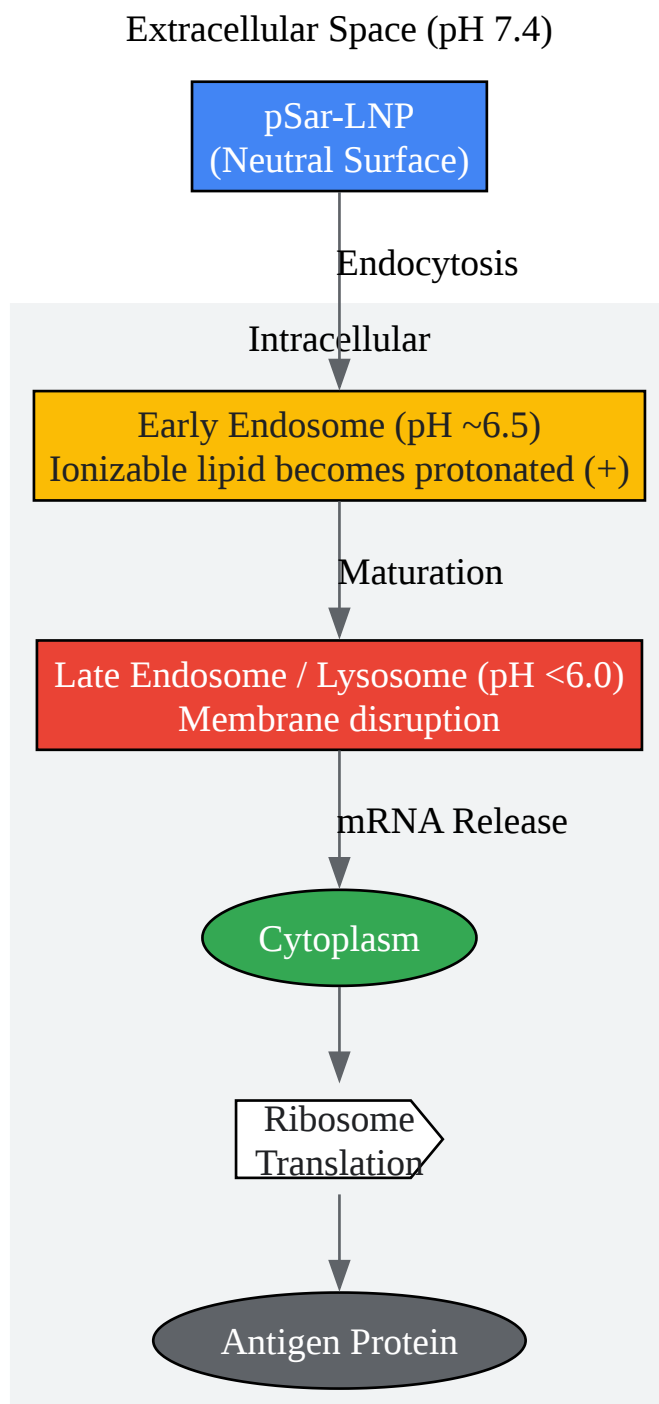 Extracellular Space (pH 7.4)
pSar-LNP
(Neutral Surface)
Endocytosis
Intracellular
Early Endosome (pH ~6.5)
Ionizable lipid becomes protonated (+)
Maturation
Late Endosome / Lysosome (pH <6.0)
Membrane disruption
mRNA Release
Cytoplasm
Ribosome
Translation
Antigen Protein